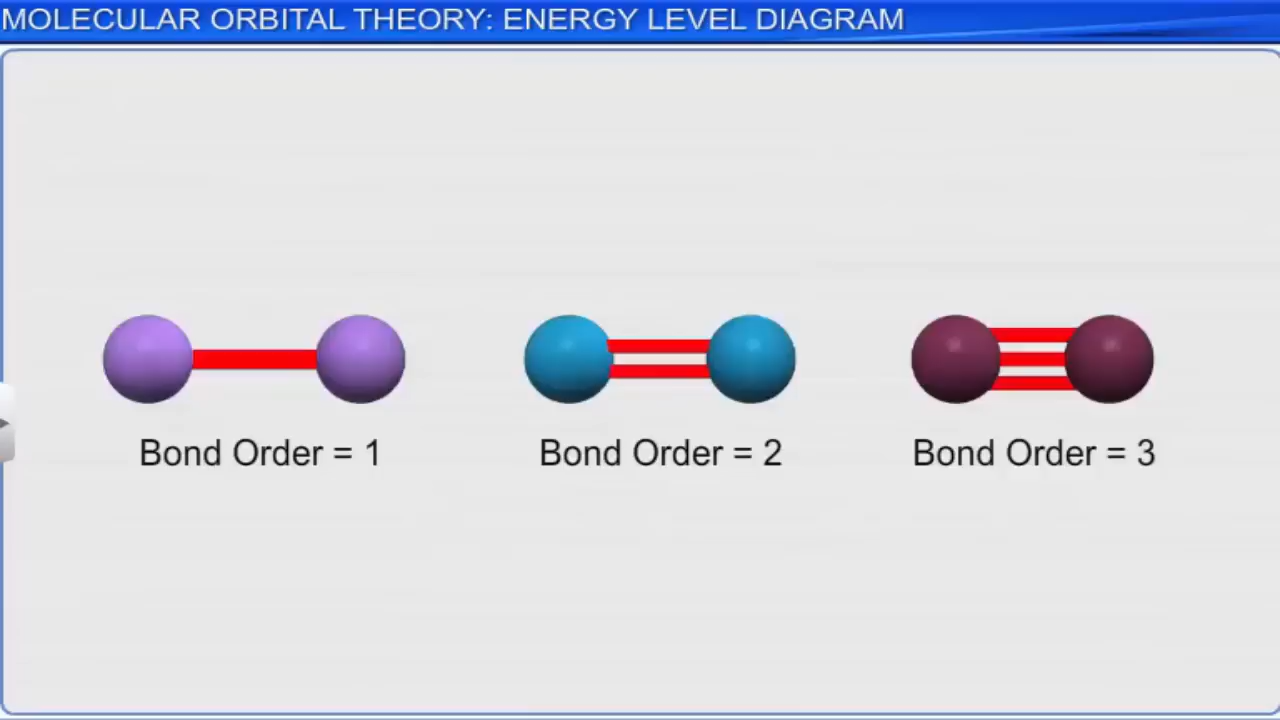 MOLECULAR ORBITAL THEORY: ENERGY LEVEL DIAGRAM
Bond Order = 1
Bond Order = 2
Bond Order = 3